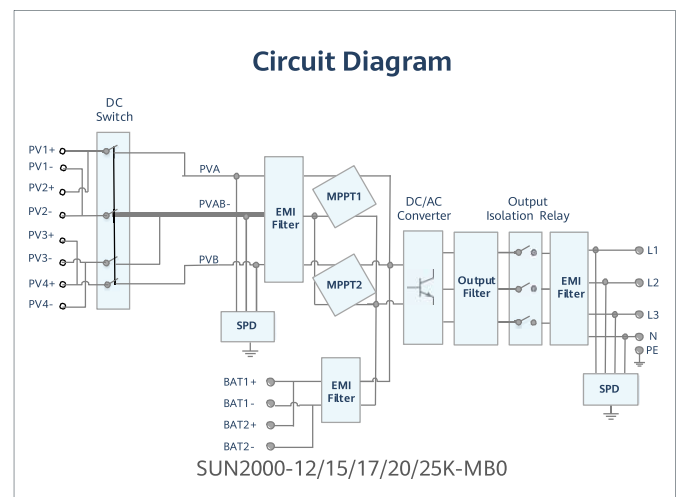 Circuit Diagram
DC
Switch
PV1+
PV1-
PV2+
PV2-
PV3+
PV3-
PV4+
PV4-
PVA
PVAB-
PVB
EMI
Filter
MPPT1
MPPT2
SPD
DC/AC
Converter
Output
Filter
Output
Isolation Relay
EMI
Filter
L1
L2
L3
N
PE
SPD
BAT1+
BAT1-
BAT2+
BAT2-
EMI
Filter
SUN2000-12/15/17/20/25K-MB0